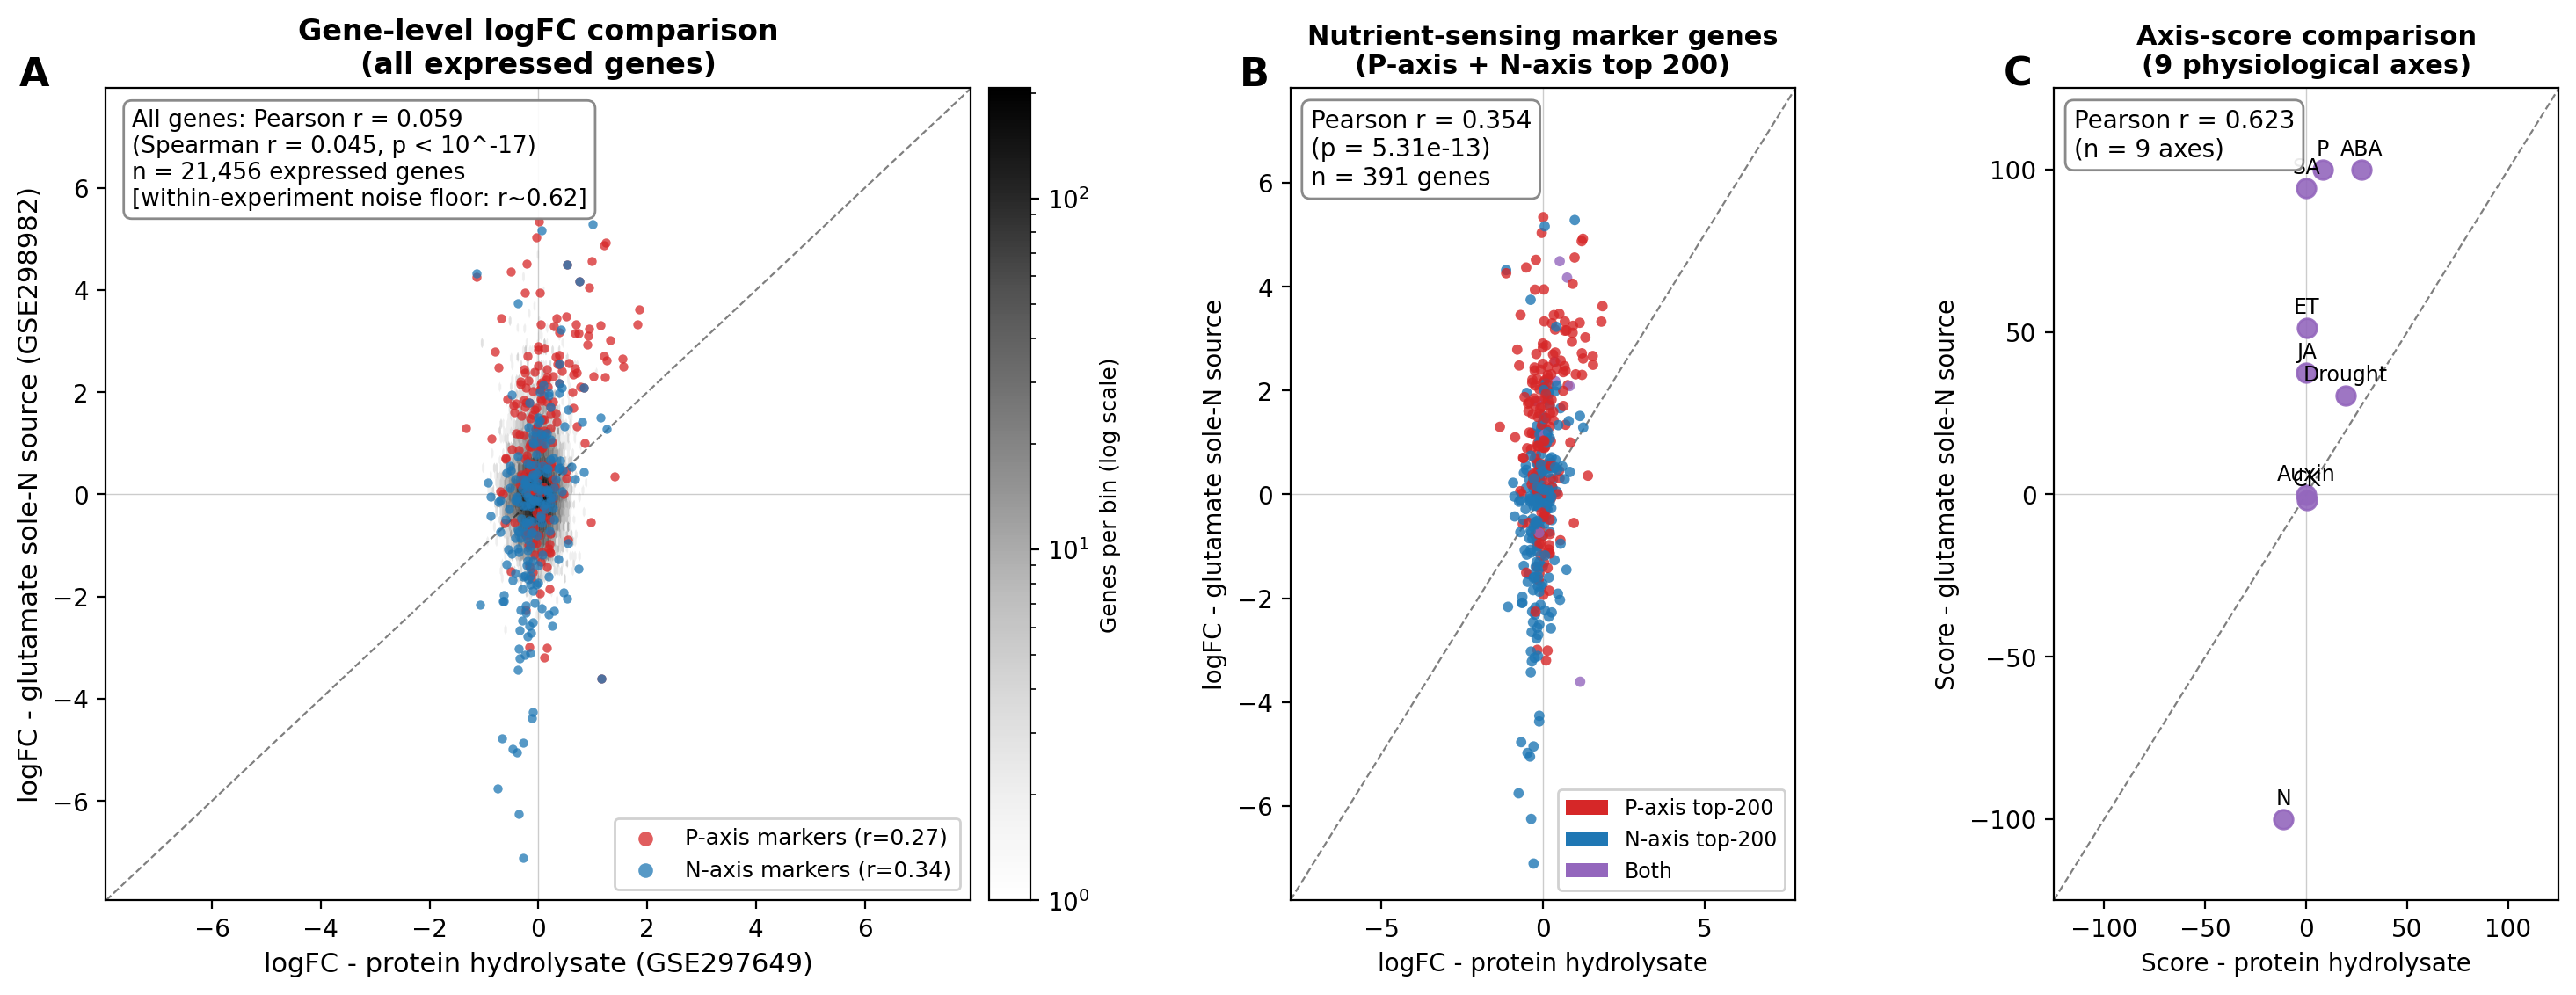 A
Gene-level logFC comparison
(all expressed genes)
All genes: Pearson r = 0.059
(Spearman r = 0.045, p < 10^-17)
n = 21,456 expressed genes
[within-experiment noise floor: r~0.62]
logFC - glutamate sole-N source (GSE298982)
6
4
2
0
−2
−4
−6
P-axis markers (r=0.27)
N-axis markers (r=0.34)
−6
−4
−2
0
2
4
6
logFC - protein hydrolysate (GSE297649)
10²
10¹
10⁰
Genes per bin (log scale)
B
Nutrient-sensing marker genes
(P-axis + N-axis top 200)
Pearson r = 0.354
(p = 5.31e-13)
n = 391 genes
logFC - glutamate sole-N source
6
4
2
0
−2
−4
−6
P-axis top-200
N-axis top-200
Both
−5
0
5
logFC - protein hydrolysate
C
Axis-score comparison
(9 physiological axes)
Pearson r = 0.623
(n = 9 axes)
P
ABA
SA
ET
JA
Drought
Auxin
CK
N
Score - glutamate sole-N source
100
50
0
−50
−100
−100
−50
0
50
100
Score - protein hydrolysate